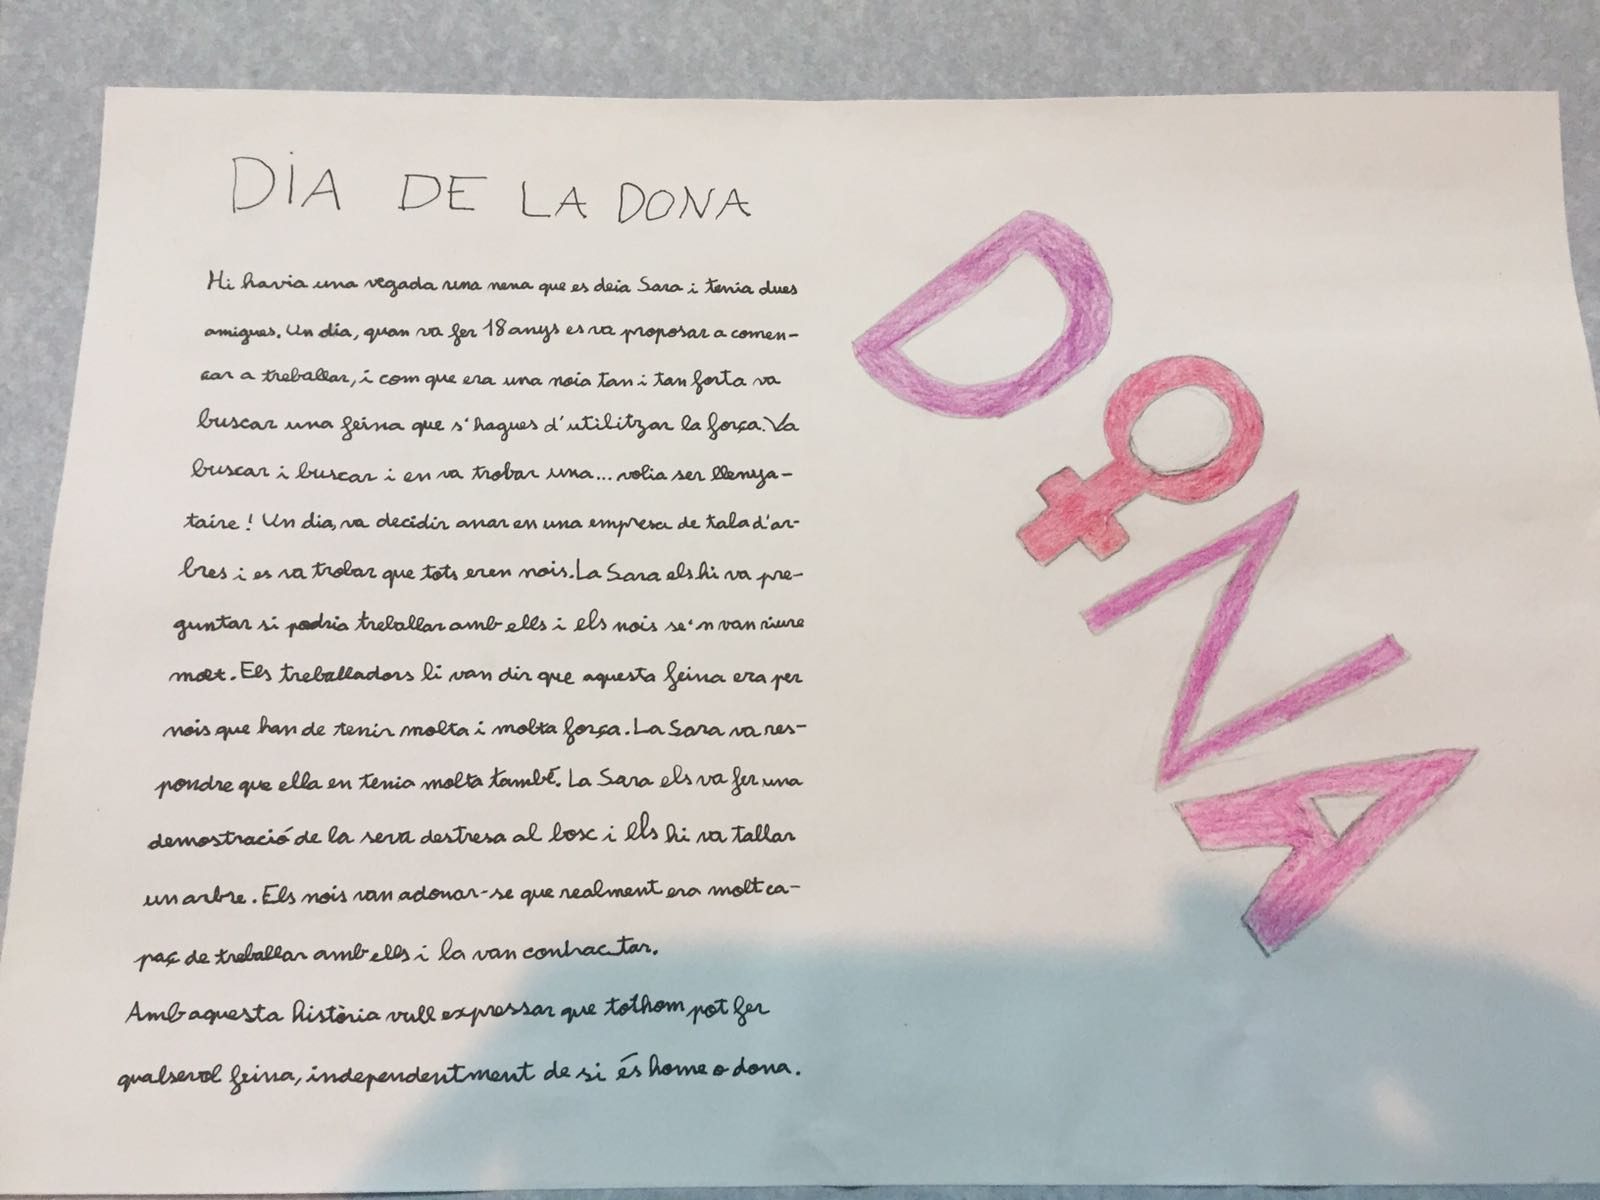 DIA DE LA DONA
Hi havia una vegada una nena que es deia Sara i tenia dues
amigues. Un dia, quan va fer 18 anys es va proposar a comen-
çar a treballar, i com que era una noia tan i tan forta va
buscar una feina que s'hagues d'utilitzar la força. Va
buscar i buscar i en va trobar una... volia ser llenya-
taire! Un dia, va decidir anar en una empresa de tala d'ar-
bres i es va trobar que tots eren nois. La Sara els hi va pre-
guntar si podria treballar amb ells i els nois se'n van riure
molt. Els treballadors li van dir que aquesta feina era per
nois que han de tenir molta i molta força. La Sara va res-
pondre que ella en tenia molta també. La Sara els va fer una
demostració de la seva destresa al bosc i ells hi va tallar
un arbre. Els nois van adonar-se que realment era molt ca-
paç de treballar amb ells i la van contractar.
Amb aquesta història vull expressar que tothom pot fer
qualsevol feina, independentment de si és home o dona.
DONA